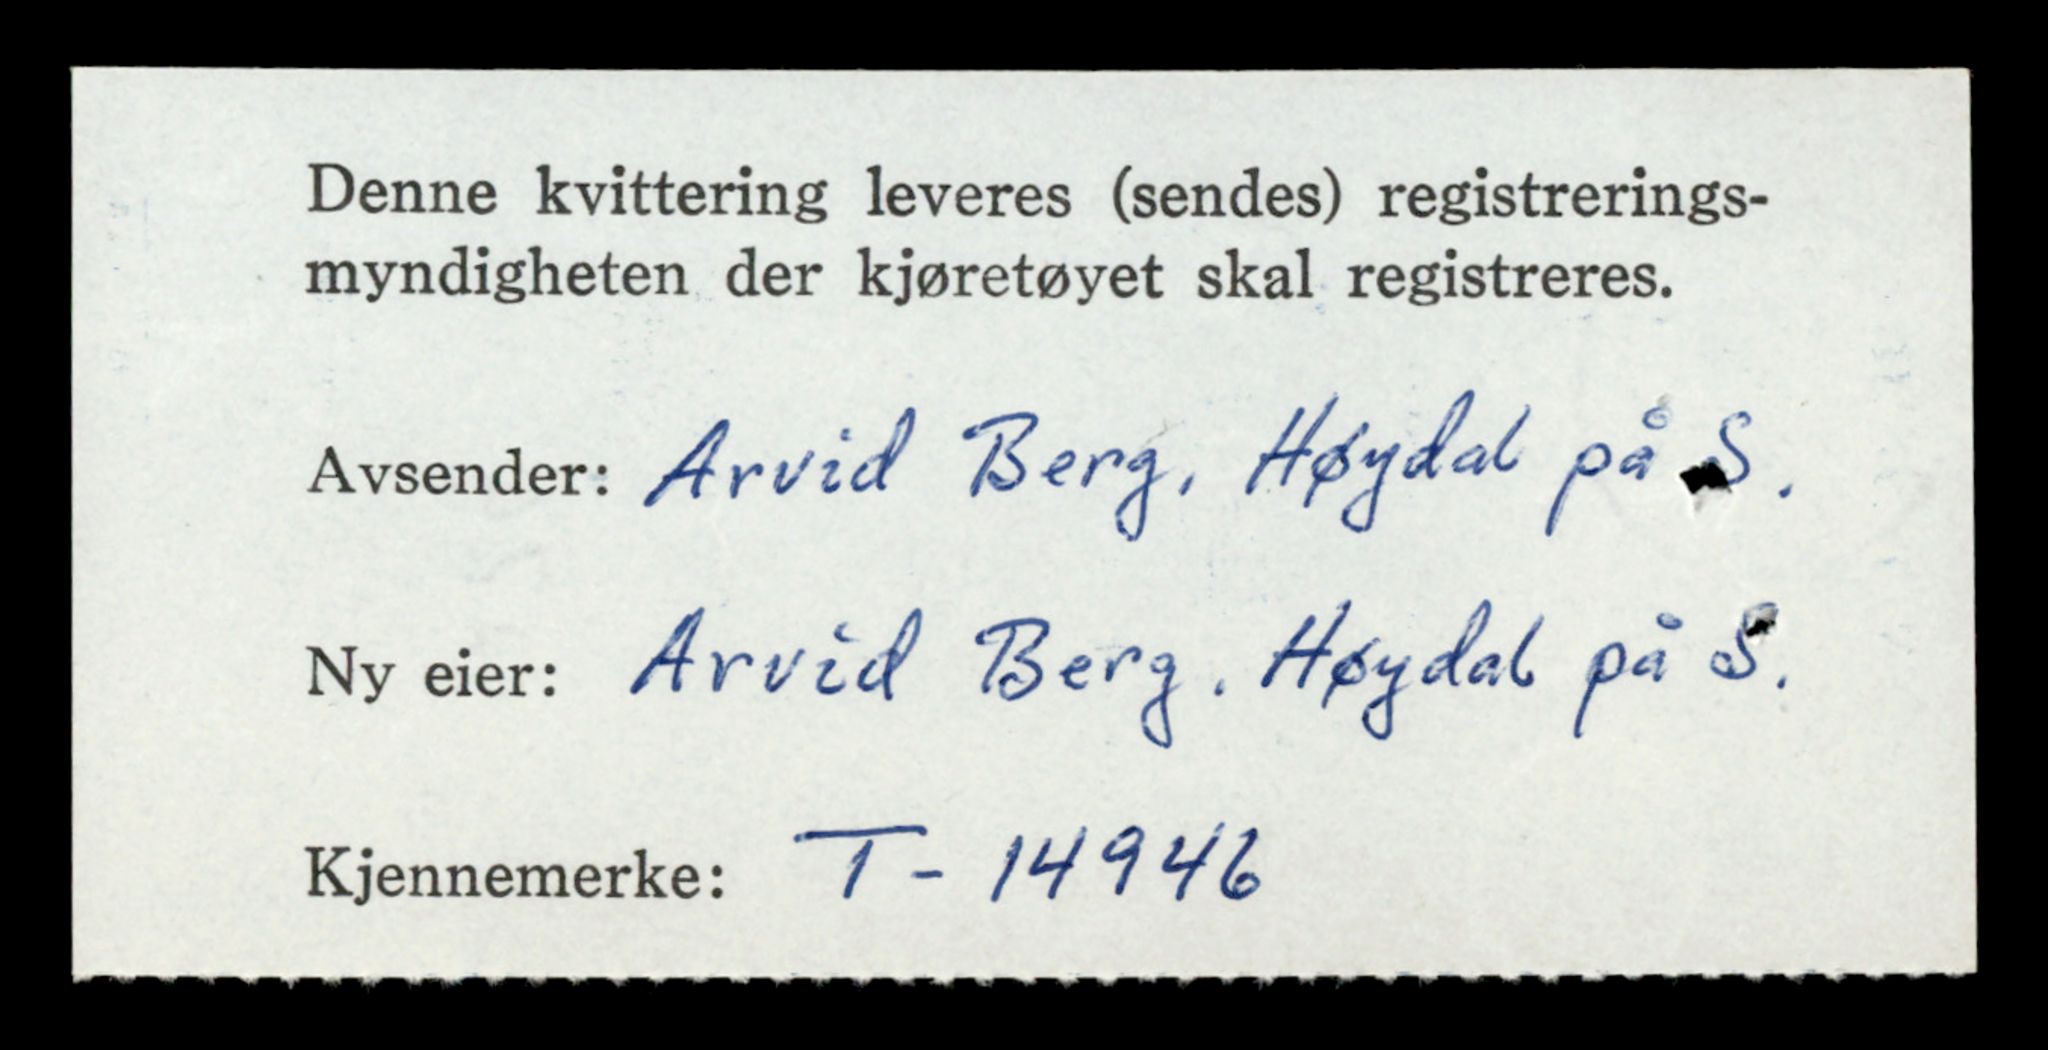 Denne kvittering leveres (sendes) registrerings-
myndigheten der kjøretøyet skal registreres.
Avsender: Arvid Berg, Høydal på S.
Ny eier: Arvid Berg. Høydal på S.
Kjennemerke: T-14946